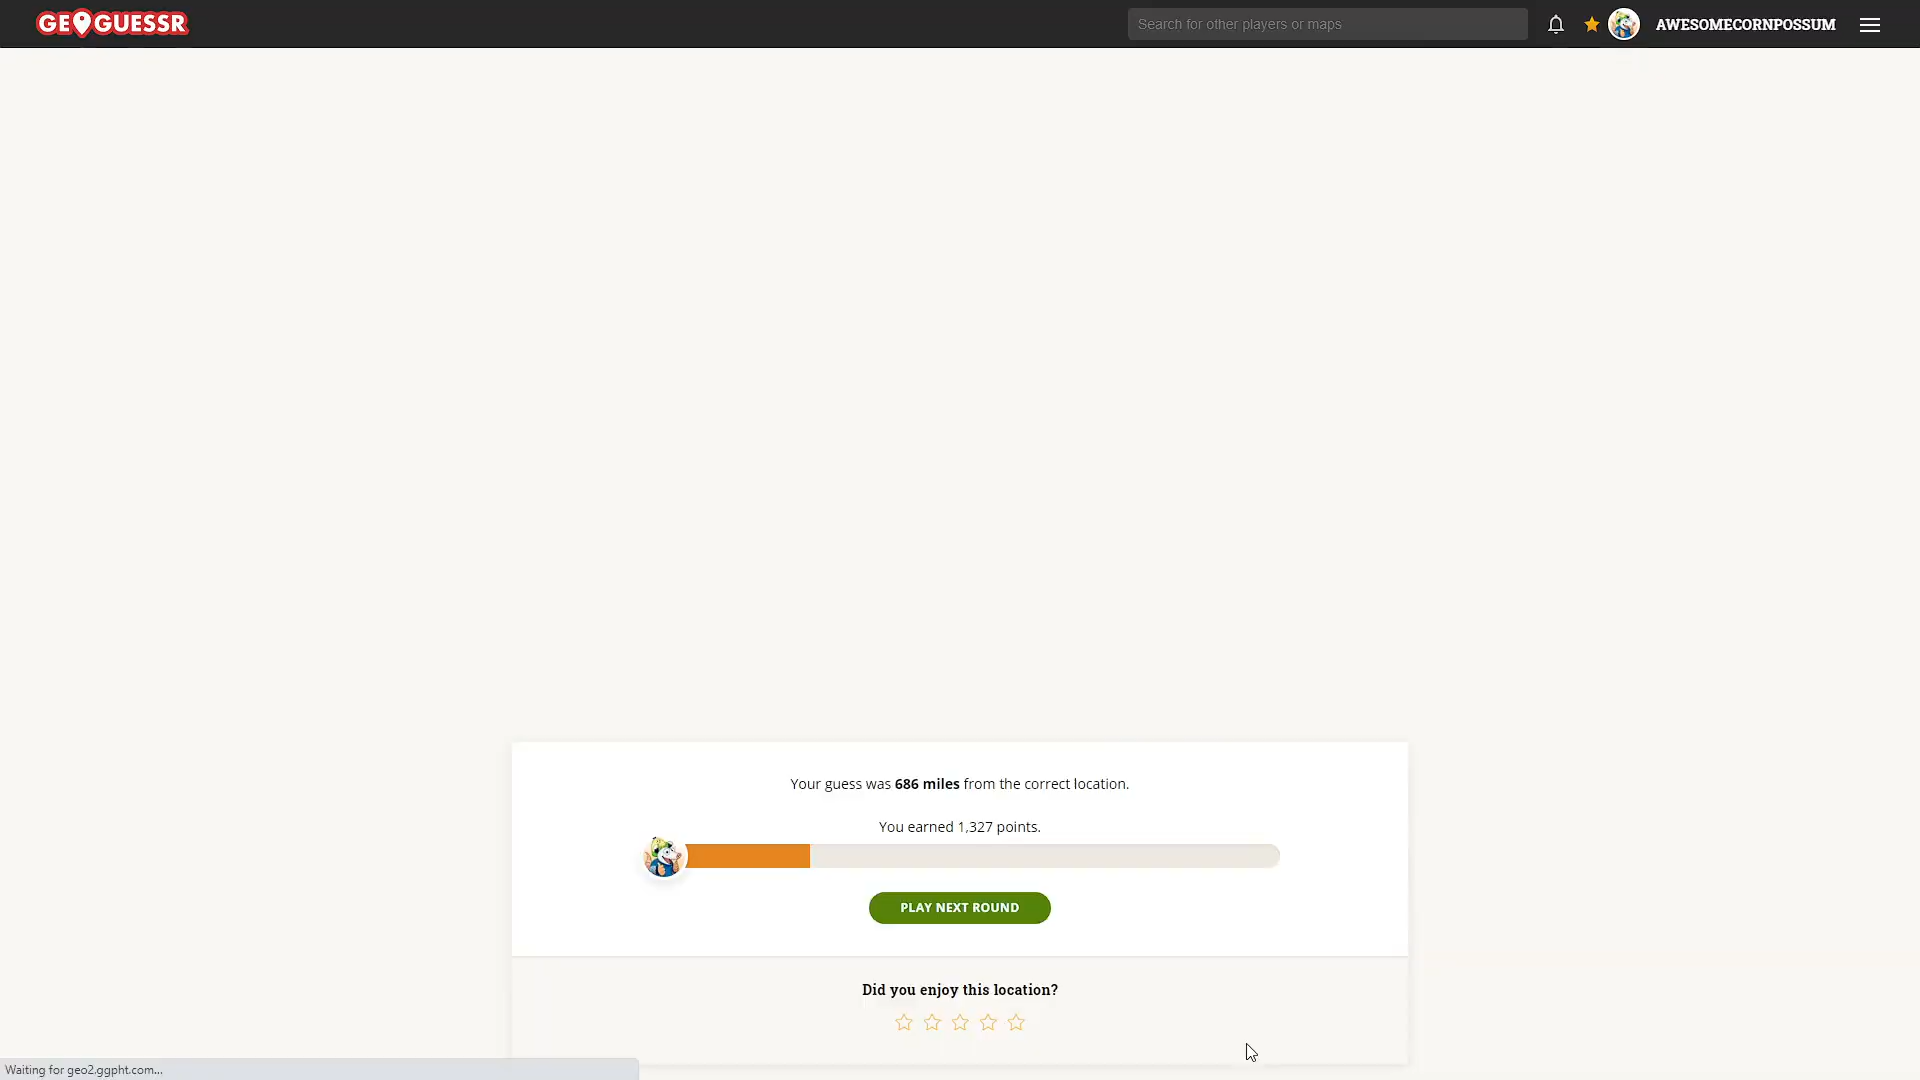 GEOGUESSR
Search for other players or maps
AWESOMECORNPOSSUM
Your guess was 686 miles from the correct location.
You earned 1,327 points.
PLAY NEXT ROUND
Did you enjoy this location?
Waiting for geo2.ggpht.com...